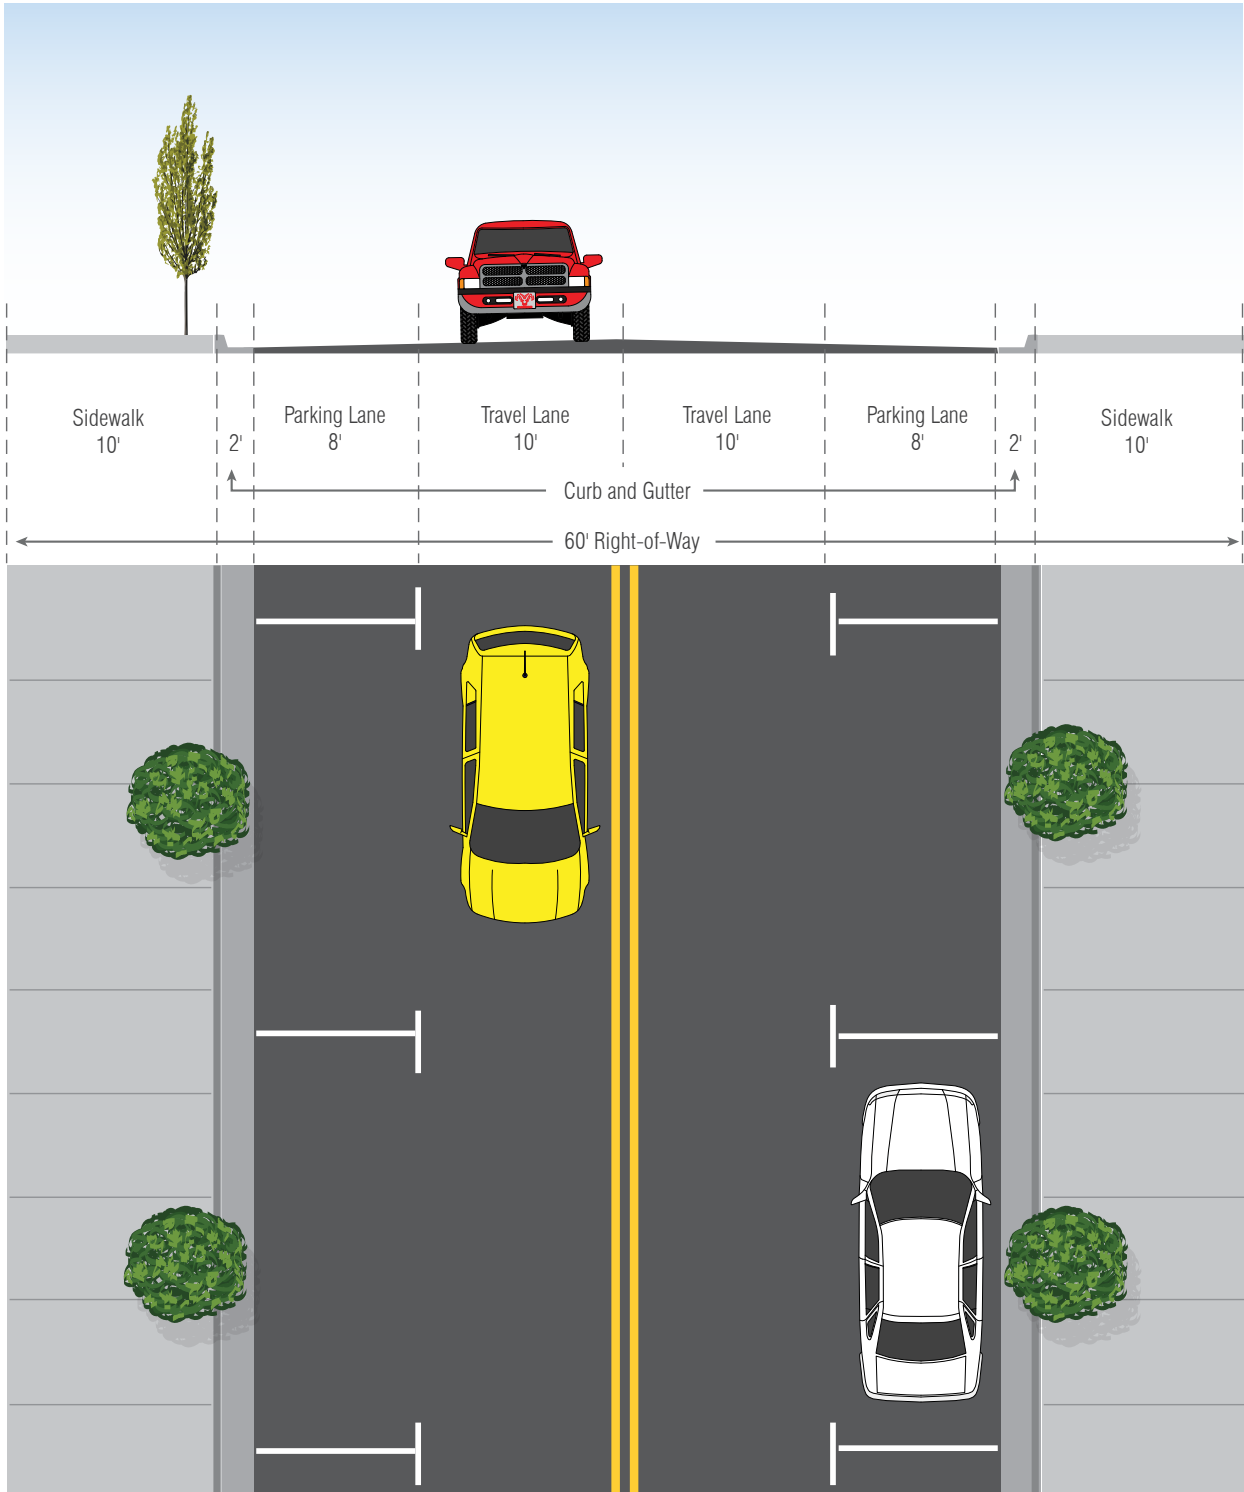 Sidewalk
10'
2'
Parking Lane
8'
Travel Lane
10'
Travel Lane
10'
Parking Lane
8'
2'
Sidewalk
10'
Curb and Gutter
60' Right-of-Way